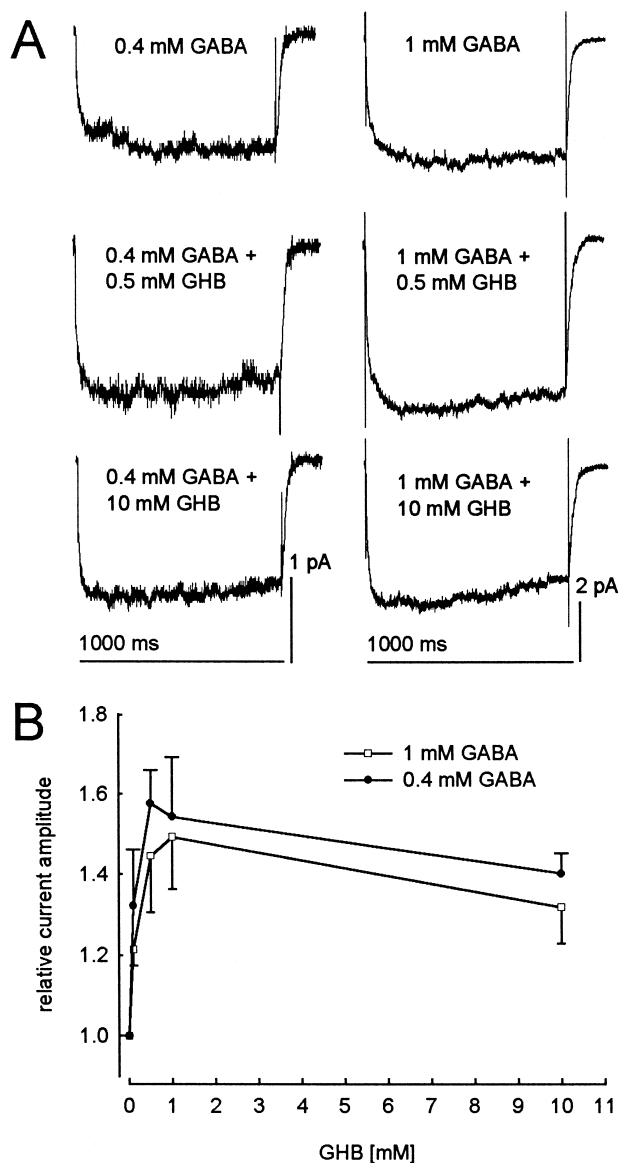 A
0.4 mM GABA
1 mM GABA
0.4 mM GABA +
0.5 mM GHB
1 mM GABA +
0.5 mM GHB
0.4 mM GABA +
10 mM GHB
1 mM GABA +
10 mM GHB
1 pA
2 pA
1000 ms
1000 ms
B
1.8
1.6
1.4
1.2
1.0
relative current amplitude
1 mM GABA
0.4 mM GABA
0 1 2 3 4 5 6 7 8 9 10 11
GHB [mM]